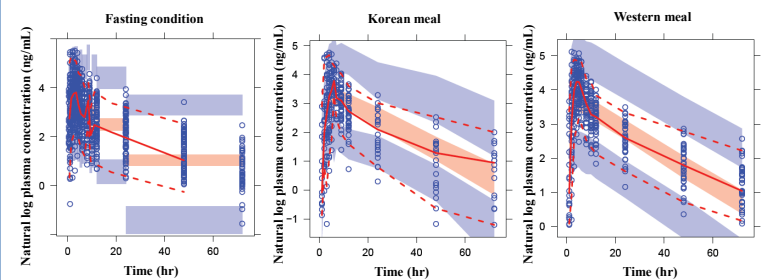 Fasting condition
Natural log plasma concentration (ng/mL)
4
2
0
0 20 40 60
Time (hr)
Korean meal
Natural log plasma concentration (ng/mL)
5
4
3
2
1
0
−1
0 20 40 60
Time (hr)
Western meal
Natural log plasma concentration (ng/mL)
5
4
3
2
1
0
0 20 40 60
Time (hr)